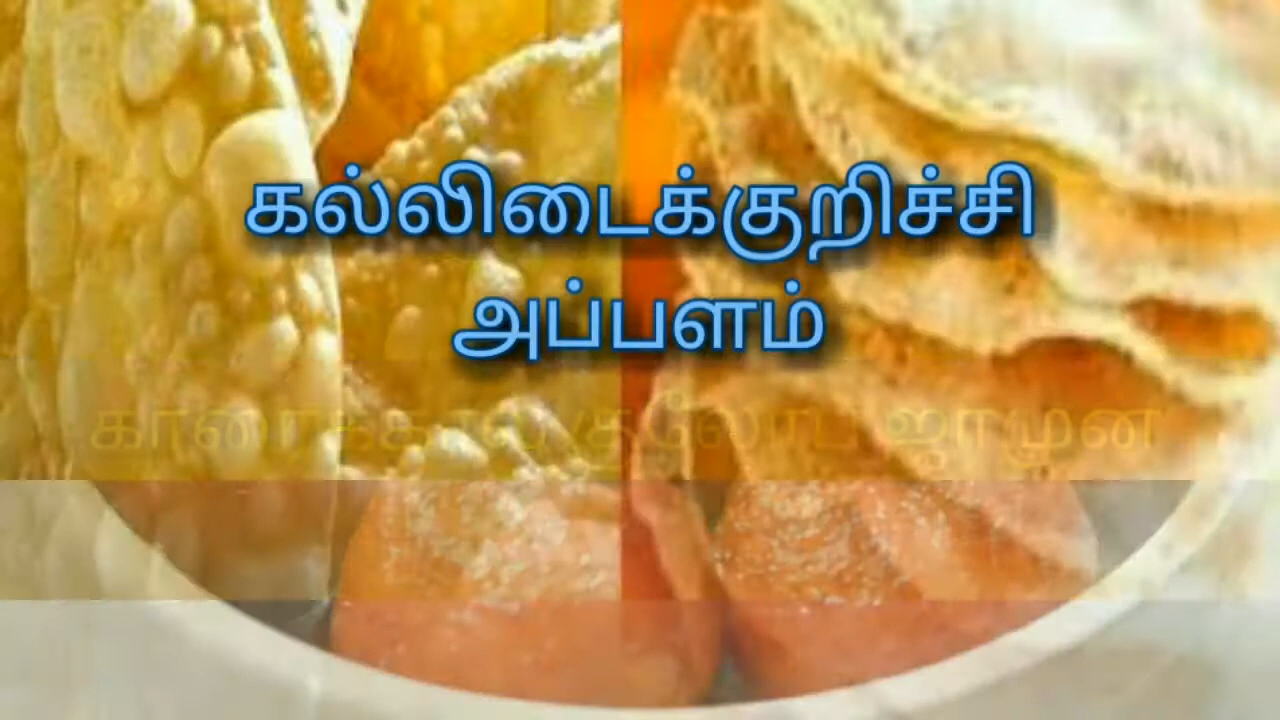 கல்லிடைக்குறிச்சி
அப்பளம்
காரைக்கால் குலோப் ஜாமுன்